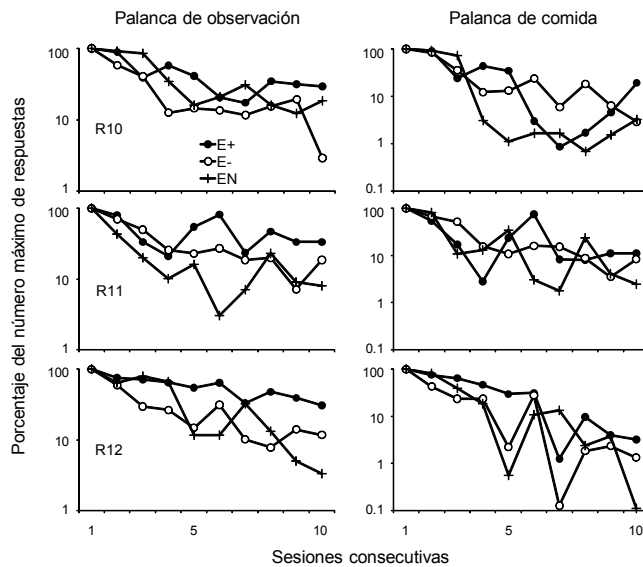 Palanca de observación
Palanca de comida
Porcentaje del número máximo de respuestas
100
10
1
R10
E+
E-
EN
100
10
1
0.1
100
10
1
R11
100
10
1
0.1
100
10
1
R12
100
10
1
0.1
1 5 10
1 5 10
Sesiones consecutivas